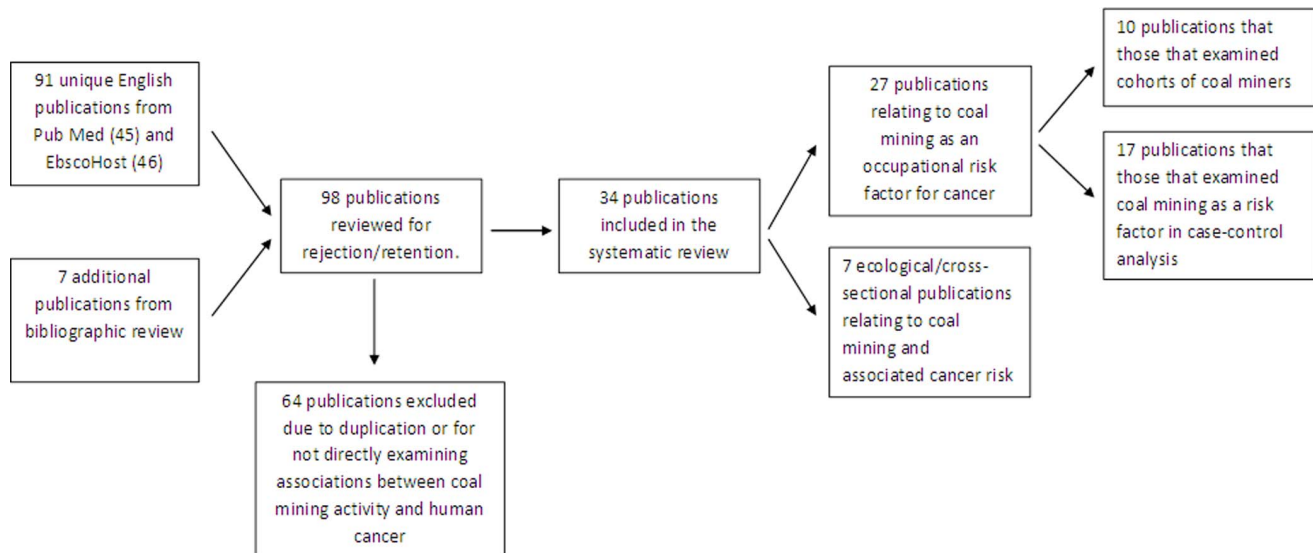 91 unique English
publications from
Pub Med (45) and
EbscoHost (46)
7 additional
publications from
bibliographic review
98 publications
reviewed for
rejection/retention.
64 publications excluded
due to duplication or for
not directly examining
associations between coal
mining activity and human
cancer
34 publications
included in the
systematic review
27 publications
relating to coal
mining as an
occupational risk
factor for cancer
7 ecological/cross-
sectional publications
relating to coal
mining and
associated cancer risk
10 publications that
those that examined
cohorts of coal miners
17 publications that
those that examined
coal mining as a risk
factor in case-control
analysis